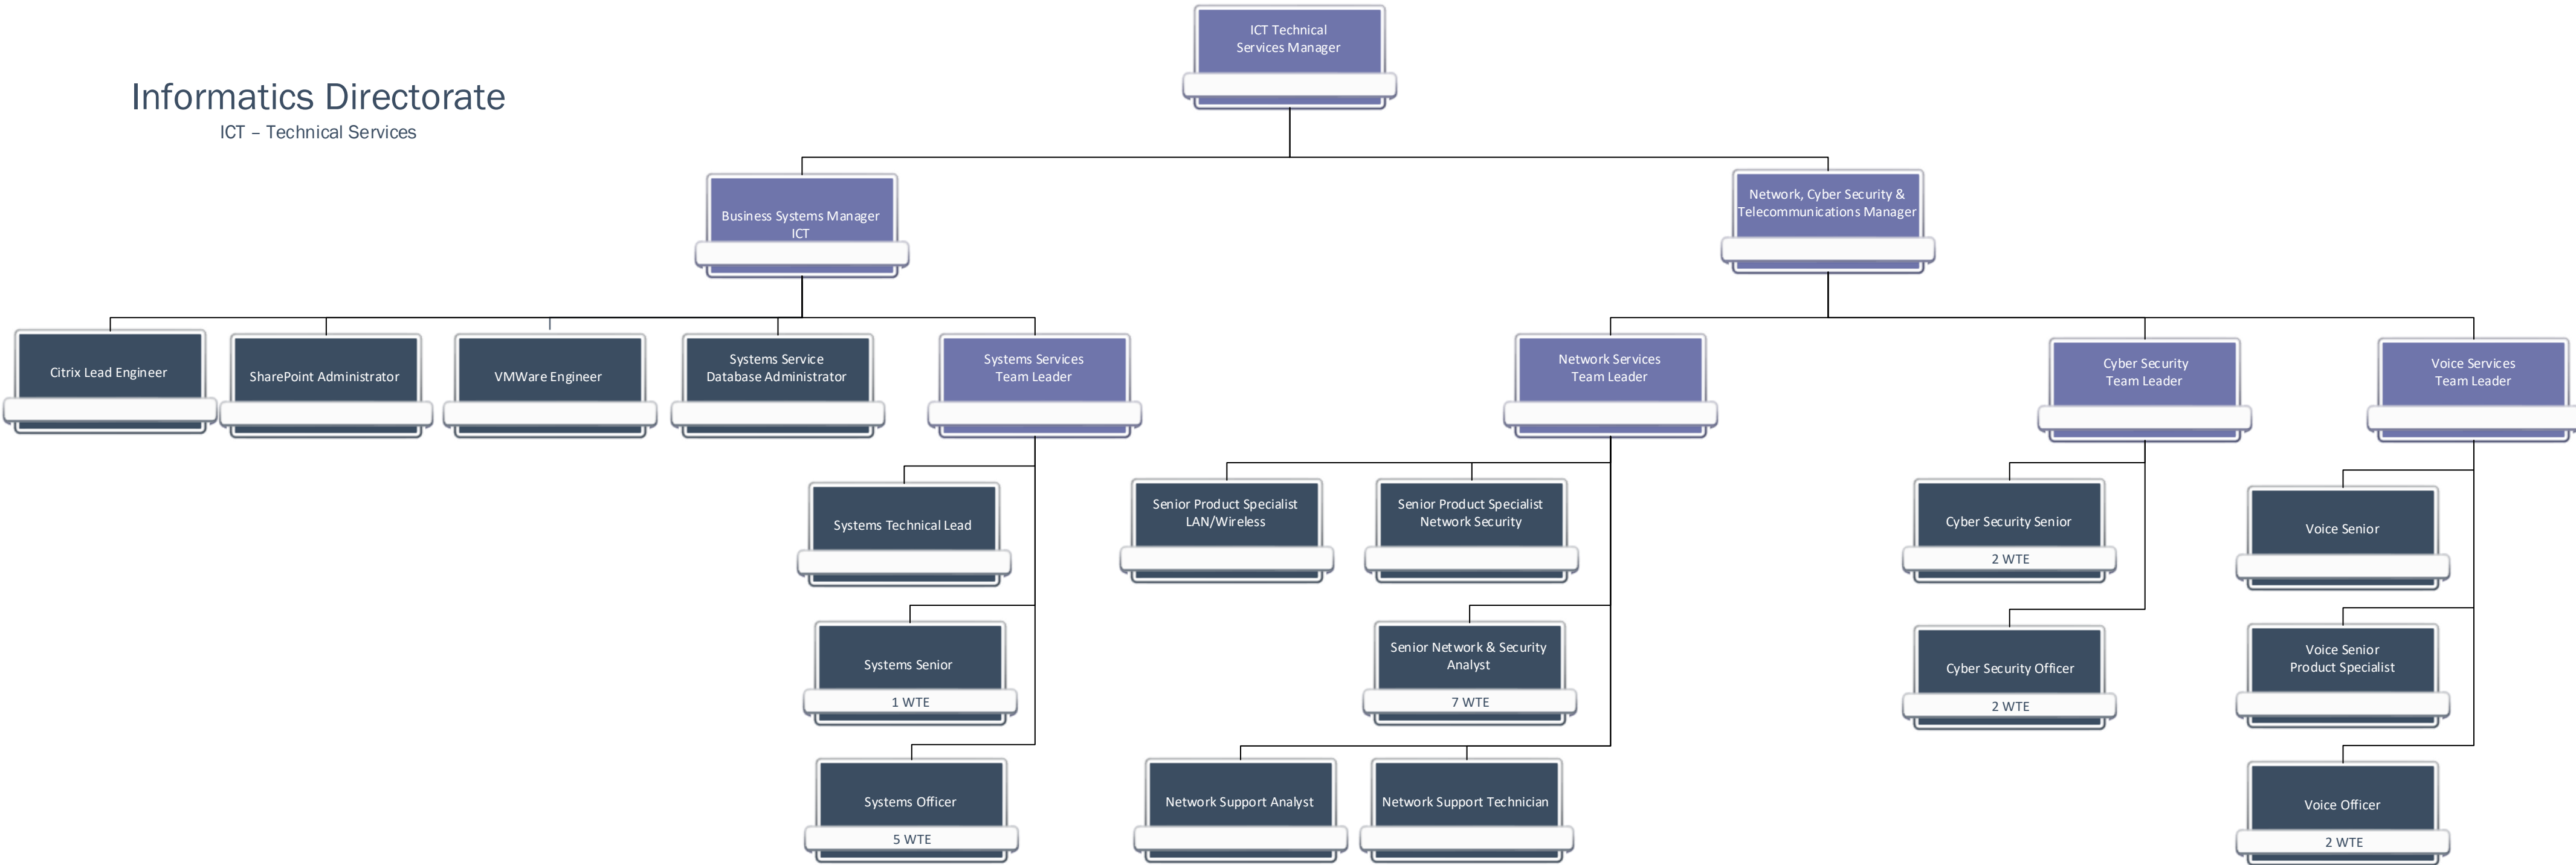 ICT Technical
Services Manager
Informatics Directorate
ICT – Technical Services
Business Systems Manager
ICT
Network, Cyber Security &
Telecommunications Manager
Citrix Lead Engineer
SharePoint Administrator
VMWare Engineer
Systems Service
Database Administrator
Systems Services
Team Leader
Network Services
Team Leader
Cyber Security
Team Leader
Voice Services
Team Leader
Systems Technical Lead
Senior Product Specialist
LAN/Wireless
Senior Product Specialist
Network Security
Cyber Security Senior
2 WTE
Voice Senior
Systems Senior
1 WTE
Senior Network & Security
Analyst
7 WTE
Cyber Security Officer
2 WTE
Voice Senior
Product Specialist
Systems Officer
5 WTE
Network Support Analyst
Network Support Technician
Voice Officer
2 WTE